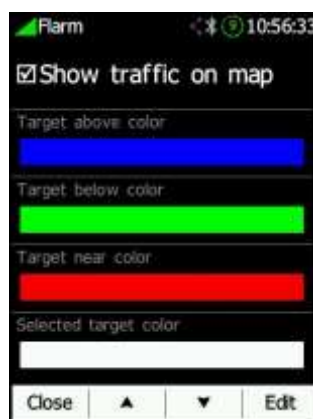 Flarm 9 10:56:33
☑ Show traffic on map
Target above color
Target below color
Target near color
Selected target color
Close ▲ ▼ Edit